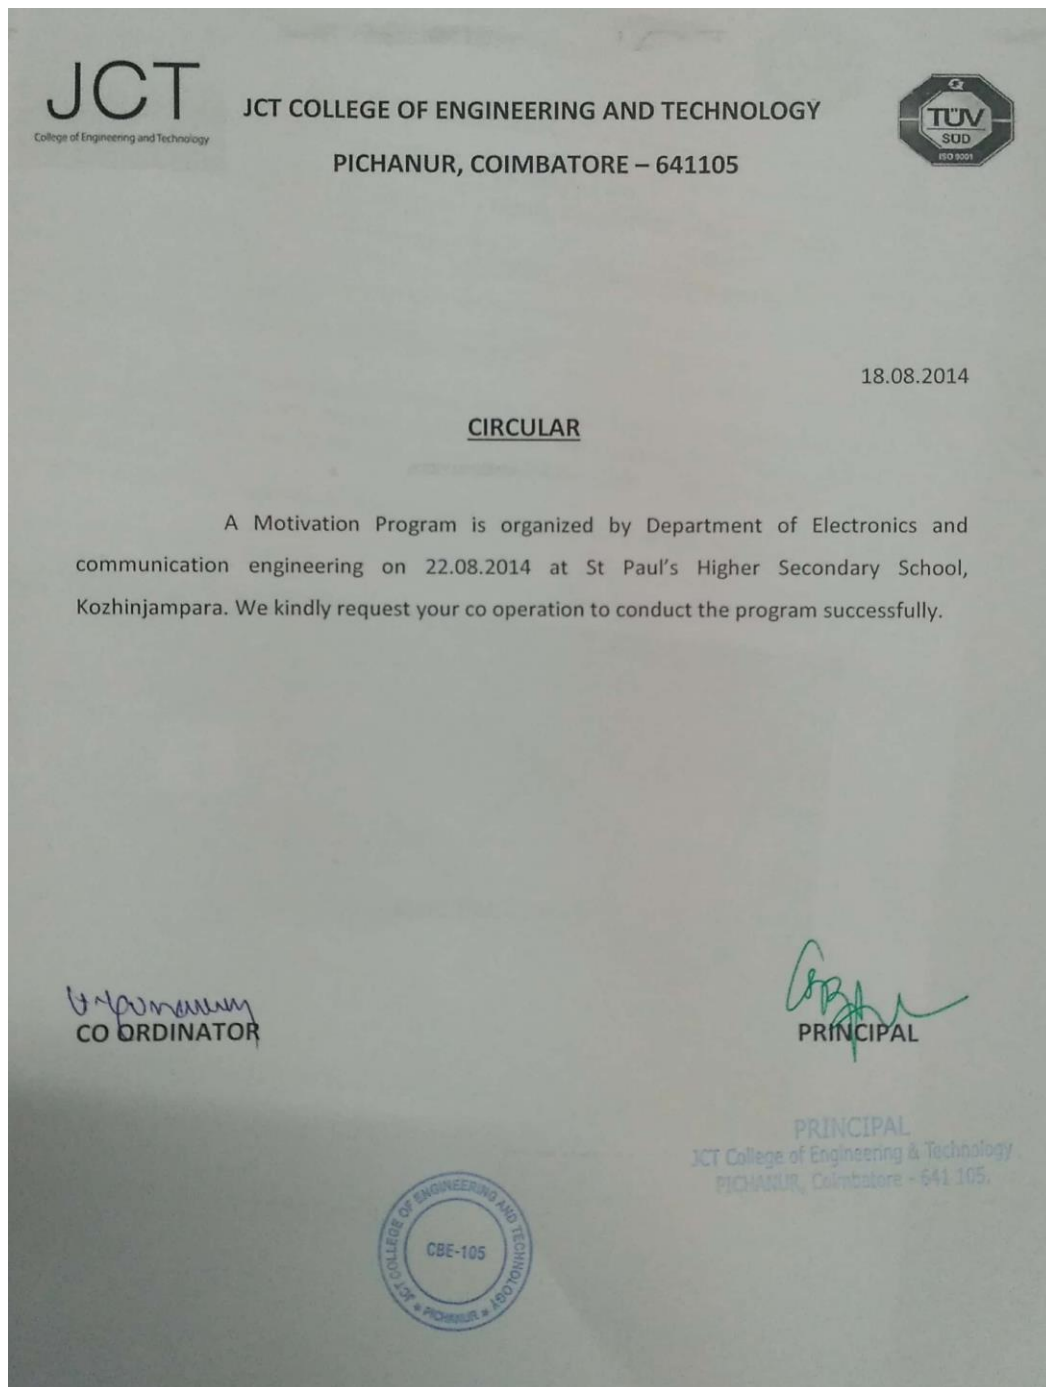 JCT
College of Engineering and Technology
JCT COLLEGE OF ENGINEERING AND TECHNOLOGY
PICHANUR, COIMBATORE – 641105
TÜV
SÜD
ISO 9001
18.08.2014
CIRCULAR
A Motivation Program is organized by Department of Electronics and
communication engineering on 22.08.2014 at St Paul's Higher Secondary School,
Kozhinjampara. We kindly request your co operation to conduct the program successfully.
CO ORDINATOR
PRINCIPAL
PRINCIPAL
JCT College of Engineering & Technology
PICHANUR, Coimbatore - 641 105.
JCT COLLEGE OF ENGINEERING AND TECHNOLOGY
CBE-105
PICHANUR